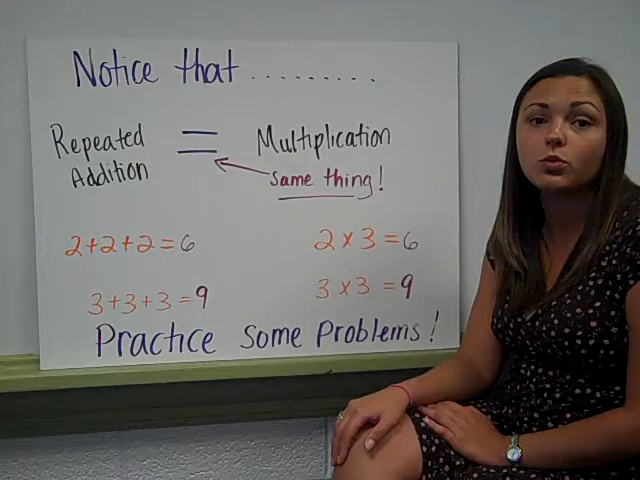 Notice that.........
Repeated Addition = Multiplication
same thing!
2+2+2=6
2x3=6
3+3+3=9
3x3=9
Practice Some Problems!